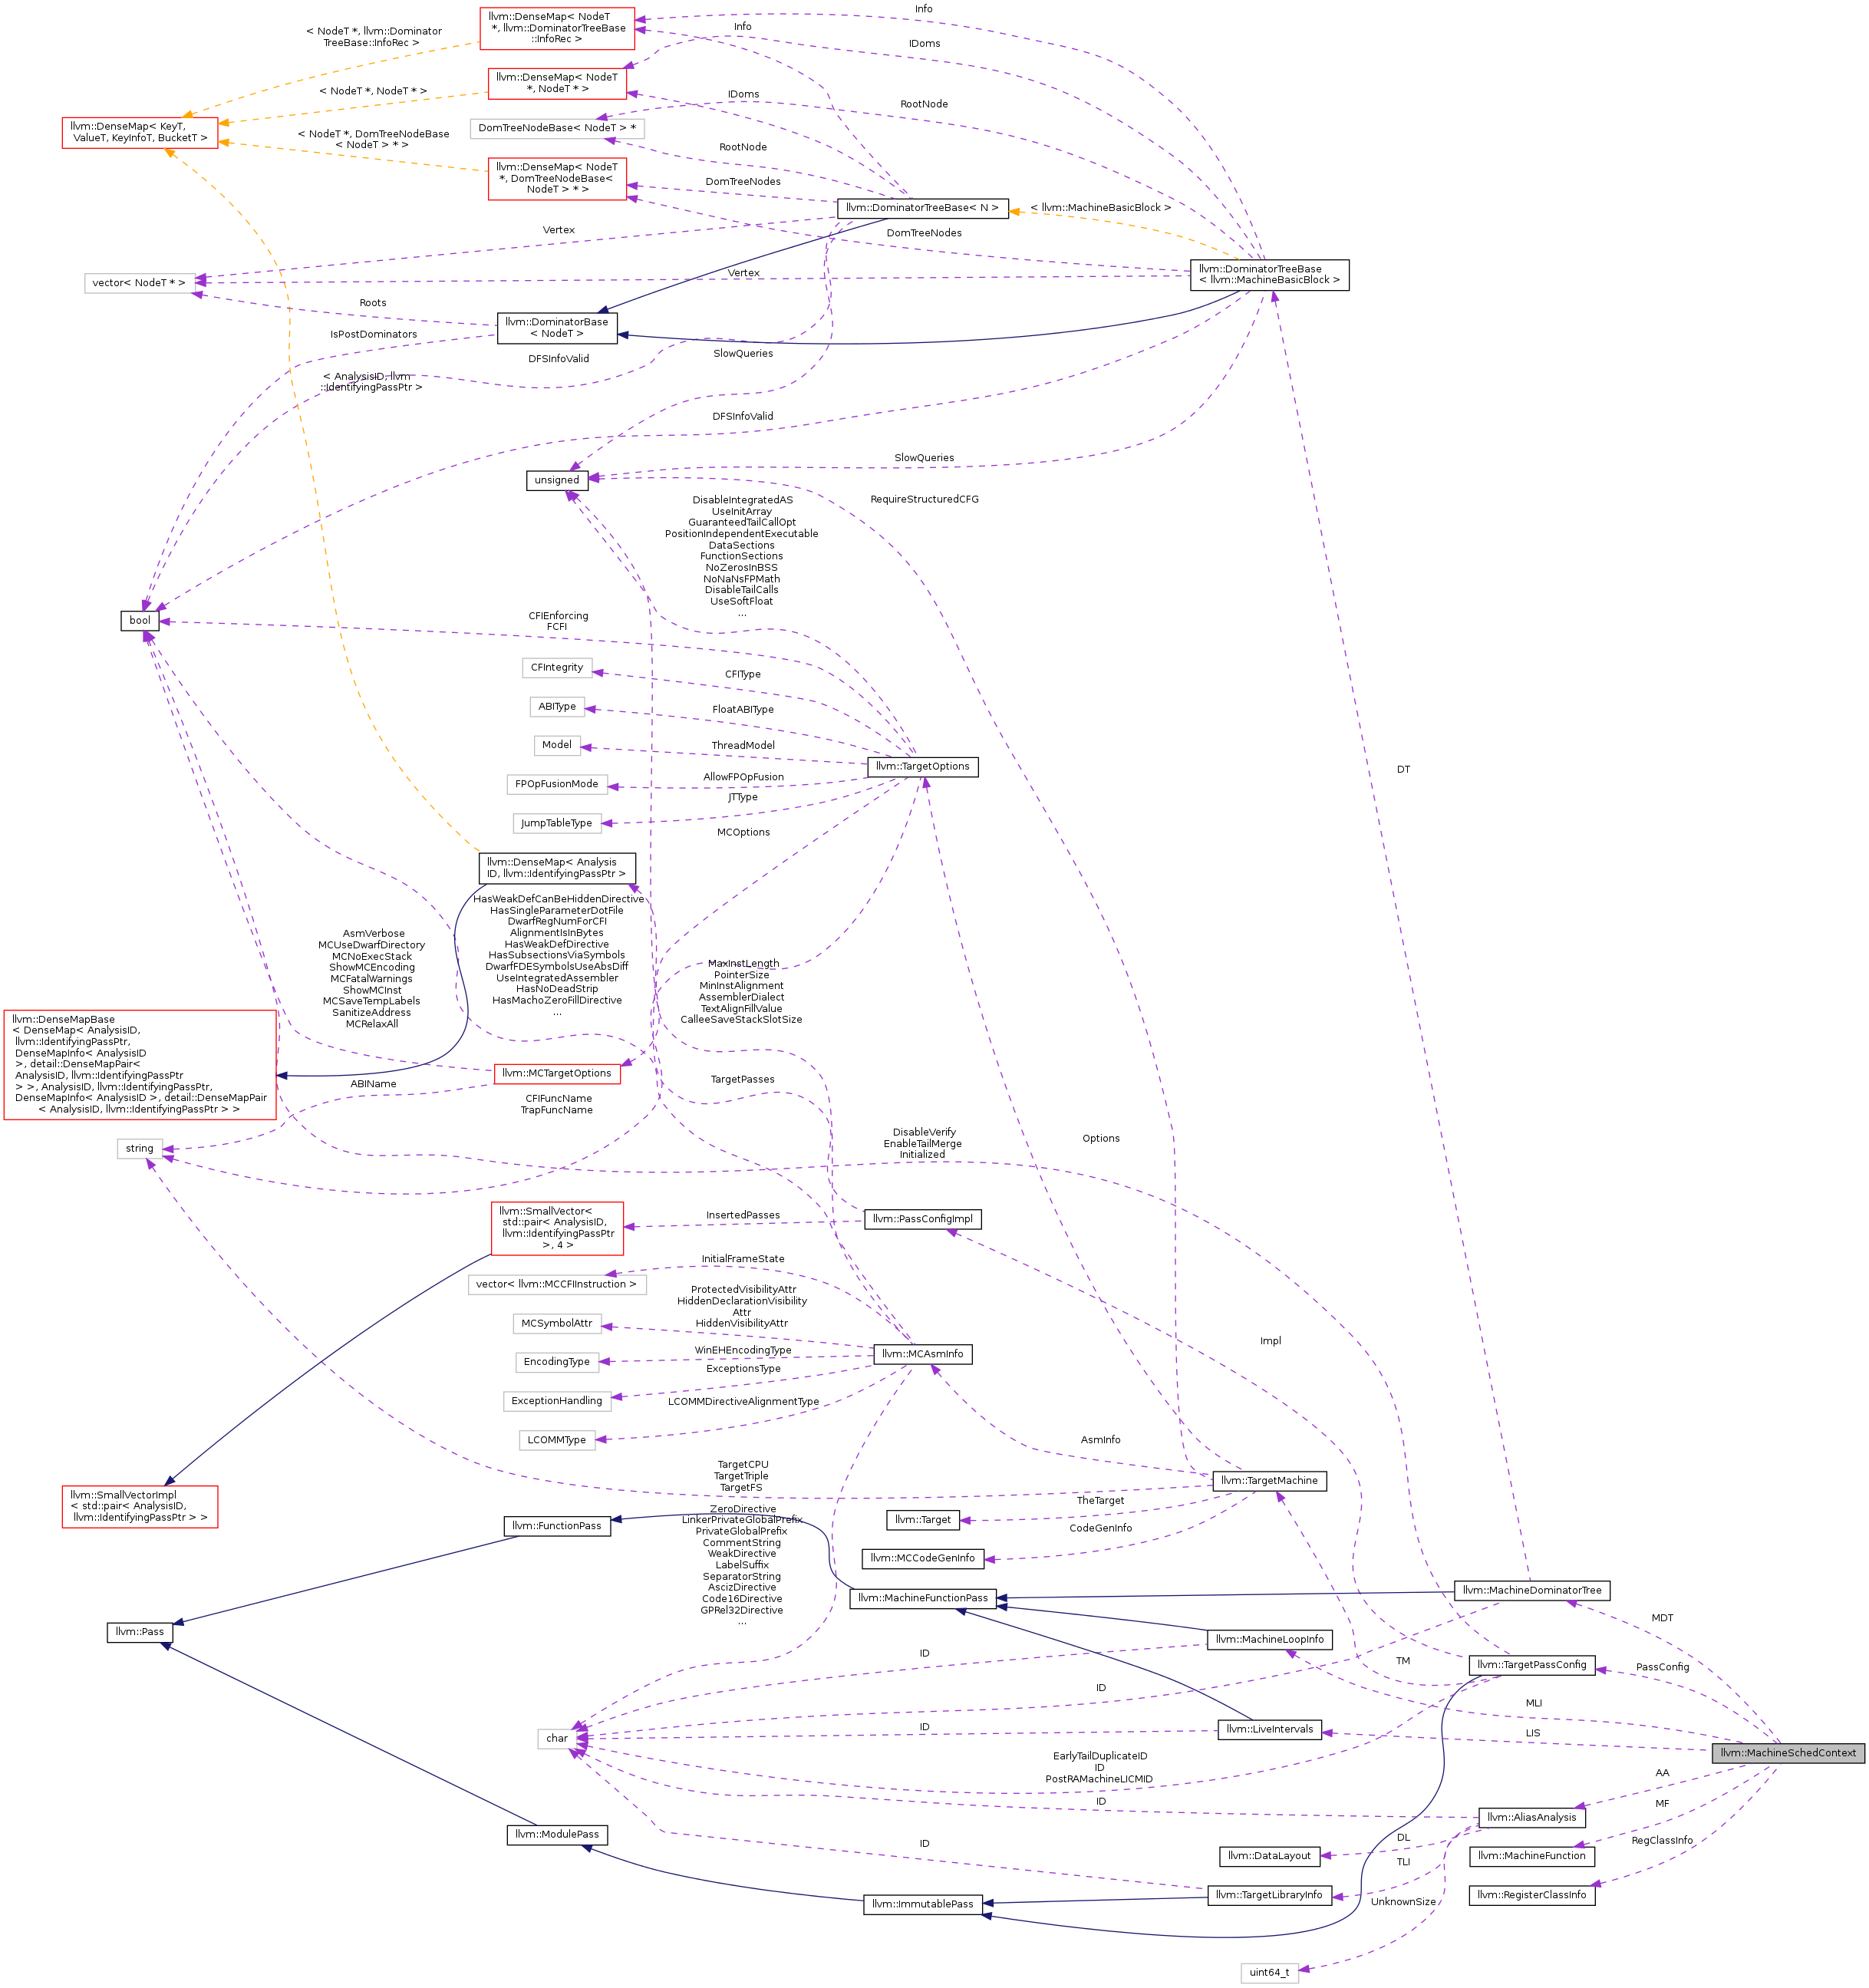 llvm::DenseMap< NodeT
*, llvm::DominatorTreeBase
::InfoRec >
Info
< NodeT *, llvm::Dominator
TreeBase::InfoRec >
Info
IDoms
llvm::DenseMap< NodeT
*, NodeT * >
< NodeT *, NodeT * >
IDoms
RootNode
llvm::DenseMap< KeyT,
ValueT, KeyInfoT, BucketT >
DomTreeNodeBase< NodeT > *
< NodeT *, DomTreeNodeBase
< NodeT > * >
RootNode
llvm::DenseMap< NodeT
*, DomTreeNodeBase<
NodeT > * >
DomTreeNodes
llvm::DominatorTreeBase< N >
< llvm::MachineBasicBlock >
Vertex
DomTreeNodes
vector< NodeT * >
Vertex
llvm::DominatorTreeBase
< llvm::MachineBasicBlock >
Roots
llvm::DominatorBase
< NodeT >
IsPostDominators
DFSInfoValid
SlowQueries
< AnalysisID, llvm
::IdentifyingPassPtr >
DFSInfoValid
SlowQueries
unsigned
DisableIntegratedAS
UseInitArray
GuaranteedTailCallOpt
PositionIndependentExecutable
DataSections
FunctionSections
NoZerosInBSS
NoNaNsFPMath
DisableTailCalls
UseSoftFloat
...
RequireStructuredCFG
bool
CFIEnforcing
FCFI
CFIntegrity
CFIType
ABIType
FloatABIType
Model
ThreadModel
llvm::TargetOptions
DT
FPOpFusionMode
AllowFPOpFusion
JumpTableType
JTType
MCOptions
llvm::DenseMap< Analysis
ID, llvm::IdentifyingPassPtr >
HasWeakDefCanBeHiddenDirective
HasSingleParameterDotFile
DwarfRegNumForCFI
AlignmentIsInBytes
HasWeakDefDirective
HasSubsectionsViaSymbols
DwarfFDESymbolsUseAbsDiff
UseIntegratedAssembler
HasNoDeadStrip
HasMachoZeroFillDirective
...
AsmVerbose
MCUseDwarfDirectory
MCNoExecStack
ShowMCEncoding
MCFatalWarnings
ShowMCInst
MCSaveTempLabels
SanitizeAddress
MCRelaxAll
MaxInstLength
PointerSize
MinInstAlignment
AssemblerDialect
TextAlignFillValue
CalleeSaveStackSlotSize
llvm::DenseMapBase
< DenseMap< AnalysisID,
llvm::IdentifyingPassPtr,
DenseMapInfo< AnalysisID
>, detail::DenseMapPair<
AnalysisID, llvm::IdentifyingPassPtr
> >, AnalysisID, llvm::IdentifyingPassPtr,
DenseMapInfo< AnalysisID >, detail::DenseMapPair
< AnalysisID, llvm::IdentifyingPassPtr > >
llvm::MCTargetOptions
ABIName
TargetPasses
CFIFuncName
TrapFuncName
string
DisableVerify
EnableTailMerge
Initialized
Options
llvm::SmallVector<
std::pair< AnalysisID,
llvm::IdentifyingPassPtr
>, 4 >
InsertedPasses
llvm::PassConfigImpl
InitialFrameState
vector< llvm::MCCFIInstruction >
ProtectedVisibilityAttr
HiddenDeclarationVisibility
Attr
HiddenVisibilityAttr
MCSymbolAttr
Impl
WinEHEncodingType
llvm::MCAsmInfo
EncodingType
ExceptionsType
ExceptionHandling
LCOMMDirectiveAlignmentType
LCOMMType
AsmInfo
TargetCPU
TargetTriple
TargetFS
llvm::TargetMachine
llvm::SmallVectorImpl
< std::pair< AnalysisID,
llvm::IdentifyingPassPtr > >
TheTarget
llvm::Target
ZeroDirective
LinkerPrivateGlobalPrefix
PrivateGlobalPrefix
CommentString
WeakDirective
LabelSuffix
SeparatorString
AscizDirective
Code16Directive
GPRel32Directive
...
llvm::FunctionPass
CodeGenInfo
llvm::MCCodeGenInfo
llvm::MachineFunctionPass
llvm::MachineDominatorTree
llvm::Pass
MDT
llvm::MachineLoopInfo
ID
TM
llvm::TargetPassConfig
PassConfig
ID
MLI
char
ID
llvm::LiveIntervals
LIS
llvm::MachineSchedContext
EarlyTailDuplicateID
ID
PostRAMachineLICMID
AA
ID
MF
llvm::AliasAnalysis
llvm::ModulePass
ID
DL
RegClassInfo
llvm::DataLayout
llvm::MachineFunction
TLI
llvm::TargetLibraryInfo
llvm::RegisterClassInfo
llvm::ImmutablePass
UnknownSize
uint64_t